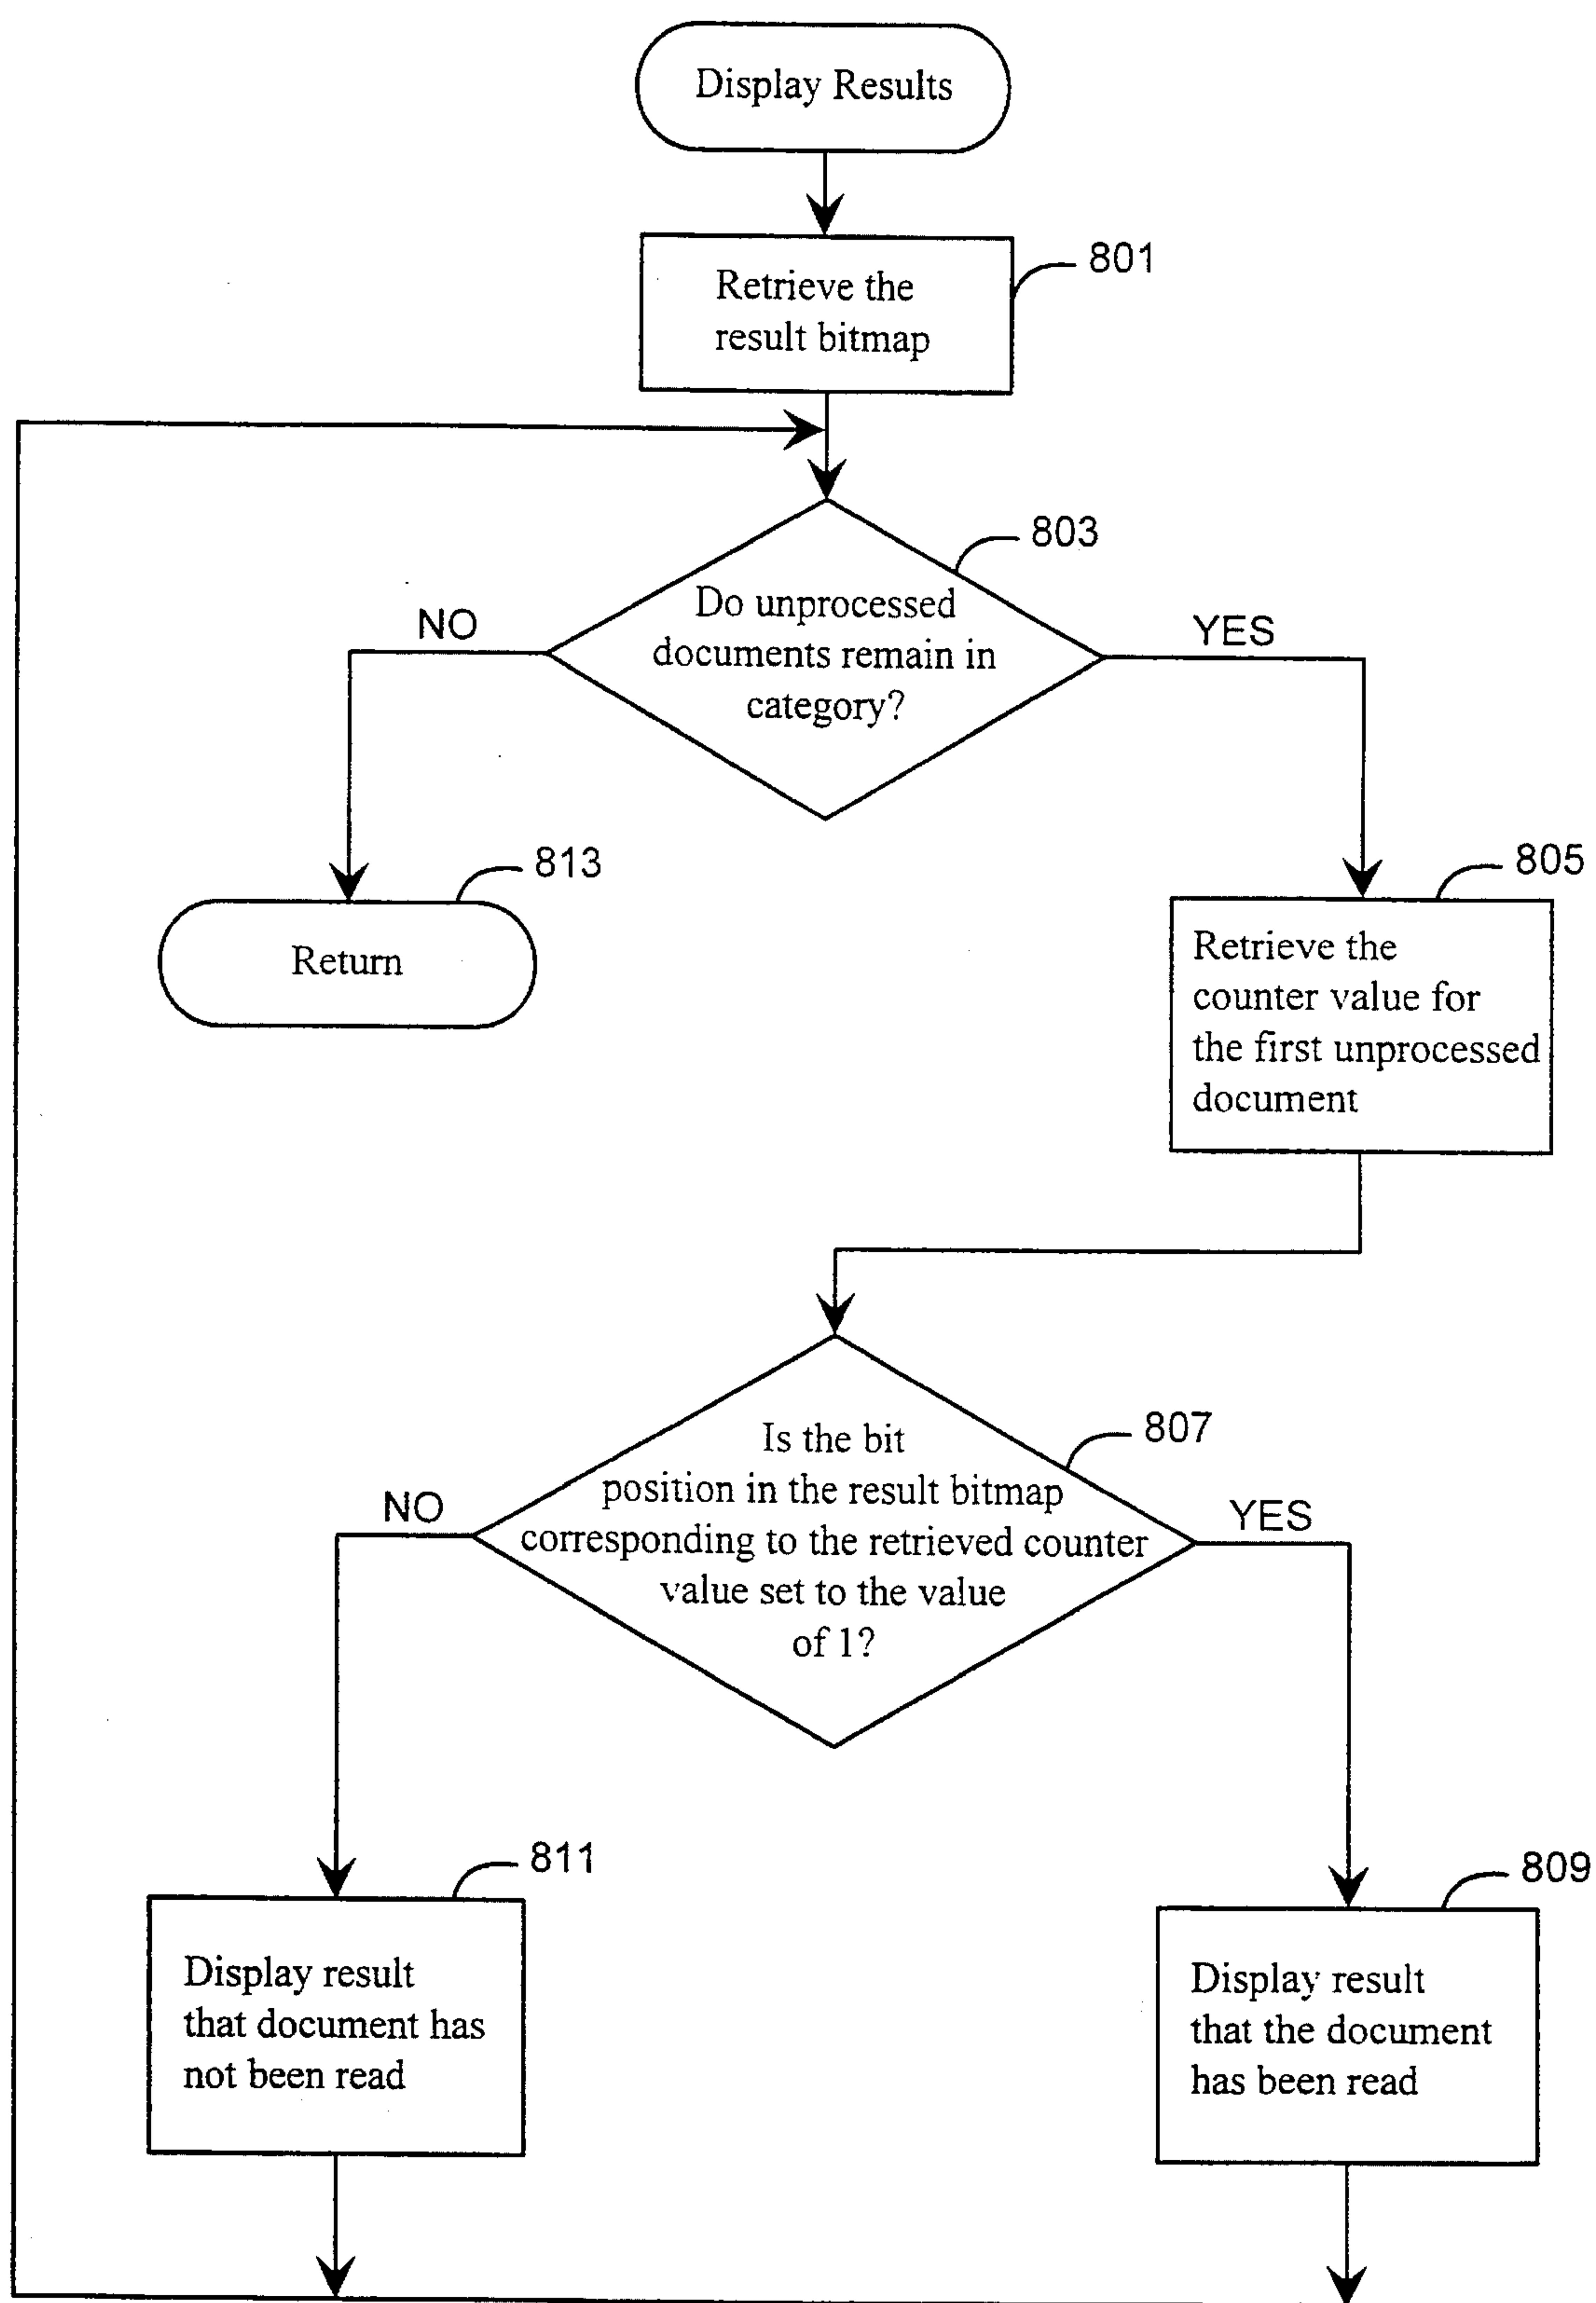 Display Results
801
Retrieve the
result bitmap
803
Do unprocessed
documents remain in
category?
NO
YES
813
Return
805
Retrieve the
counter value for
the first unprocessed
document
807
Is the bit
position in the result bitmap
corresponding to the retrieved counter
value set to the value
of 1?
NO
YES
811
Display result
that document has
not been read
809
Display result
that the document
has been read